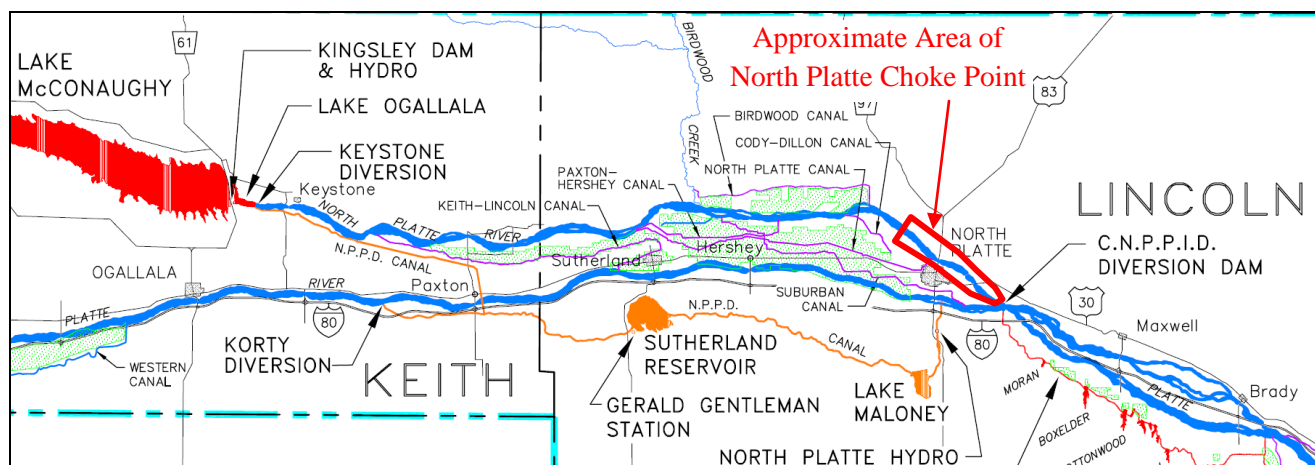 61
LAKE
McCONAUGHY
KINGSLEY DAM
& HYDRO
LAKE OGALLALA
KEYSTONE
DIVERSION
Keystone
NORTH PLATTE RIVER
N.P.P.D. CANAL
OGALLALA
PLATTE
RIVER
80
Paxton
WESTERN
CANAL
KORTY
DIVERSION
KEITH
BIRDWOOD
CREEK
Approximate Area of
North Platte Choke Point
83
97
BIRDWOOD CANAL
CODY-DILLON CANAL
NORTH PLATTE CANAL
PAXTON-
HERSHEY CANAL
KEITH-LINCOLN CANAL
Hershey
Sutherland
SUBURBAN
CANAL
NORTH
PLATTE
LINCOLN
C.N.P.P.I.D.
DIVERSION DAM
30
80
Maxwell
N.P.P.D.
CANAL
SUTHERLAND
RESERVOIR
GERALD GENTLEMAN
STATION
LAKE
MALONEY
NORTH PLATTE HYDRO
MORAN
PLATTE
Brady
BOXELDER
OTTONWOOD